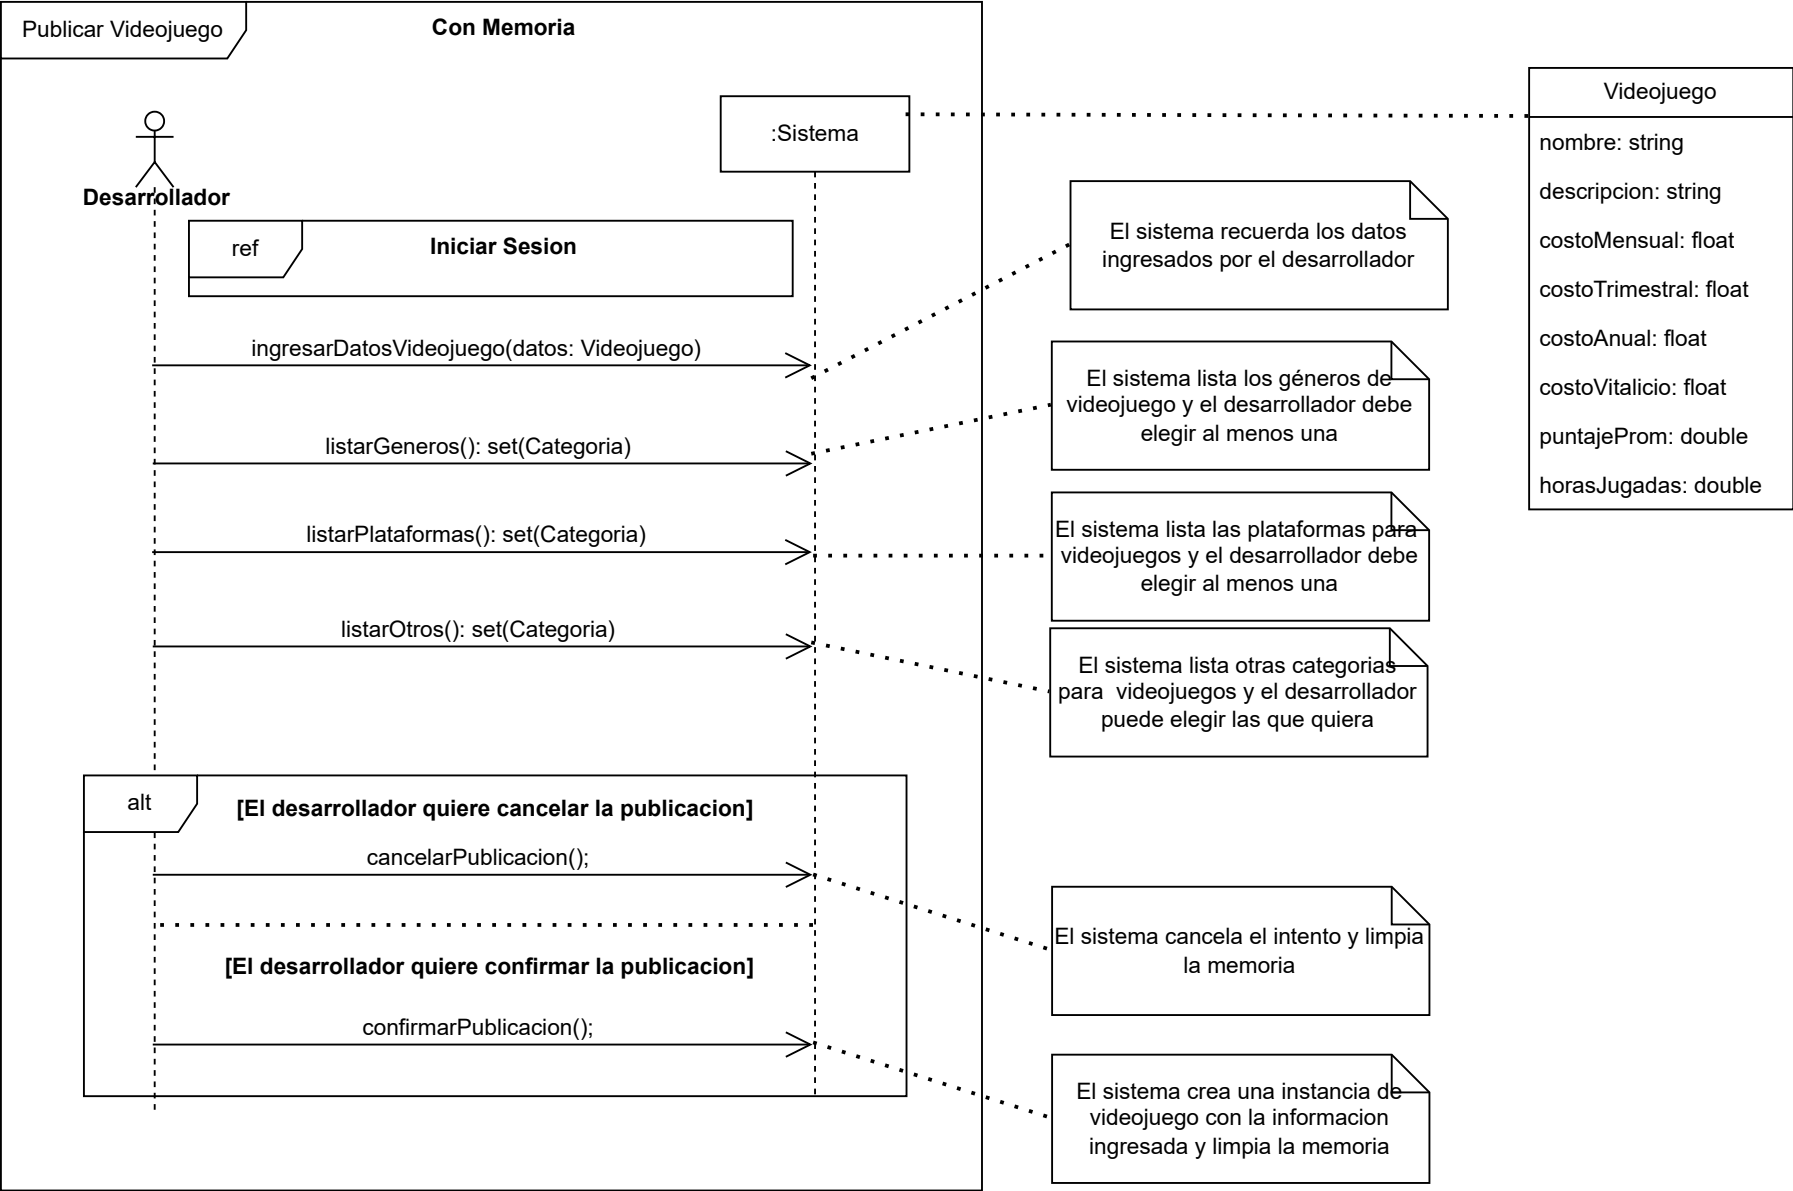 Publicar Videojuego
Con Memoria
Desarrollador
:Sistema
ref
Iniciar Sesion
ingresarDatosVideojuego(datos: Videojuego)
listarGeneros(): set(Categoria)
listarPlataformas(): set(Categoria)
listarOtros(): set(Categoria)
alt
[El desarrollador quiere cancelar la publicacion]
cancelarPublicacion();
[El desarrollador quiere confirmar la publicacion]
confirmarPublicacion();
El sistema recuerda los datos
ingresados por el desarrollador
El sistema lista los géneros de
videojuego y el desarrollador debe
elegir al menos una
El sistema lista las plataformas para
videojuegos y el desarrollador debe
elegir al menos una
El sistema lista otras categorias
para  videojuegos y el desarrollador
puede elegir las que quiera
El sistema cancela el intento y limpia
la memoria
El sistema crea una instancia de
videojuego con la informacion
ingresada y limpia la memoria
Videojuego
nombre: string
descripcion: string
costoMensual: float
costoTrimestral: float
costoAnual: float
costoVitalicio: float
puntajeProm: double
horasJugadas: double